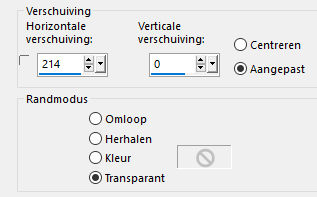 Verschuiving
Horizontale verschuiving:
Verticale verschuiving:
214
0
Centreren
Aangepast
Randmodus
Omloop
Herhalen
Kleur
Transparant